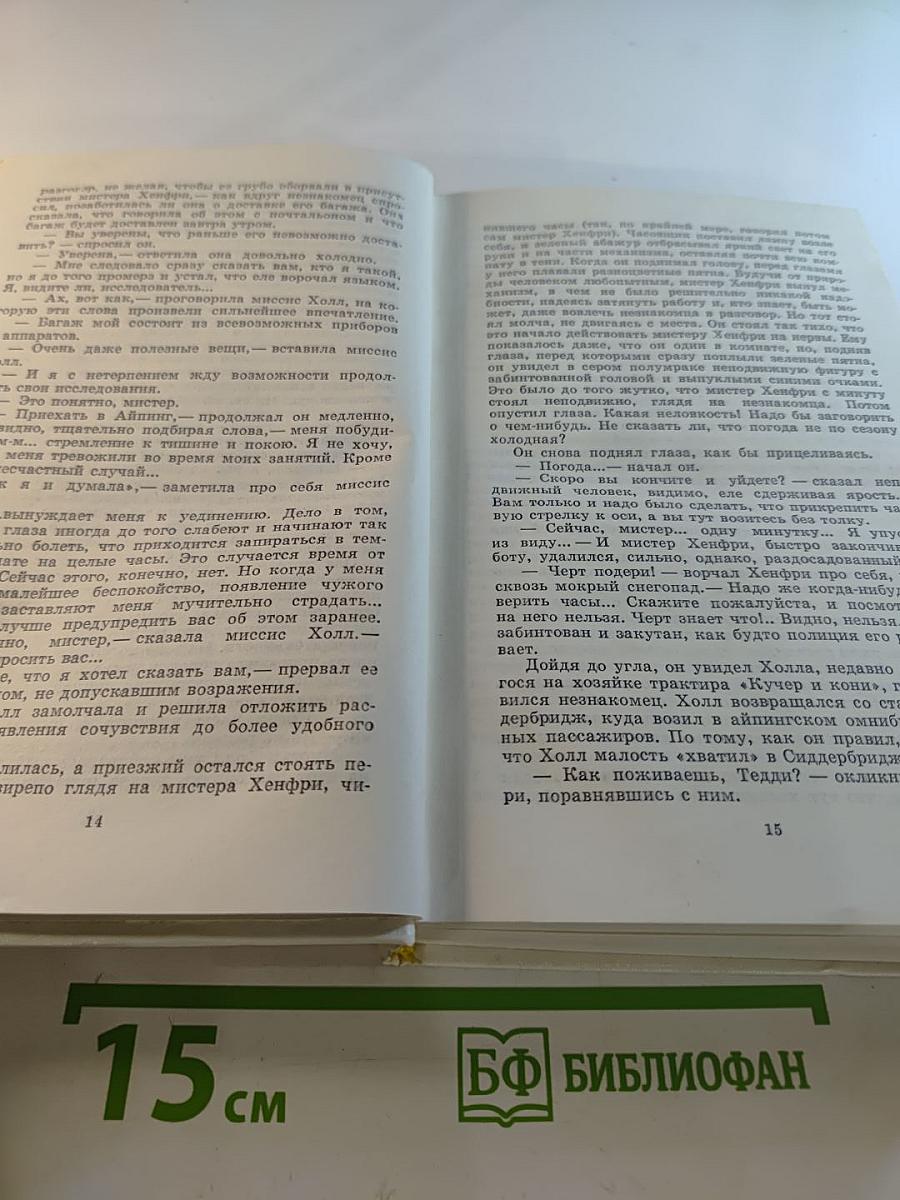 разговор, не желая, чтобы ее грубо оборвали в присут-
ствии мистера Хенфри,— как вдруг незнакомец спро-
сил, позаботилась ли она о доставке его багажа. Она
сказала, что говорила об этом с почтальоном и что
багаж будет доставлен завтра утром.
— Вы уверены, что раньше его невозможно доста-
вить? — спросил он.
— Уверена,— ответила она довольно холодно.
— Мне следовало сразу сказать вам, кто я такой,
но я до того промерз и устал, что еле ворочал языком.
Я, видите ли, исследователь...
— Ах, вот как,— проговорила миссис Холл, на ко-
торую эти слова произвели сильнейшее впечатление.
— Багаж мой состоит из всевозможных приборов
аппаратов.
— Очень даже полезные вещи,— вставила миссис
олл.
— И я с нетерпением жду возможности продол-
ть свои исследования.
— Это понятно, мистер.
— Приехать в Айпинг,— продолжал он медленно,
видно, тщательно подбирая слова,— меня побуди-
м-м... стремление к тишине и покою. Я не хочу,
меня тревожили во время моих занятий. Кроме
есчастный случай...
к я и думала»,— заметила про себя миссис
вынуждает меня к уединению. Дело в том,
глаза иногда до того слабеют и начинают так
ьно болеть, что приходится запираться в тем-
нате на целые часы. Это случается время от
Сейчас этого, конечно, нет. Но когда у меня
малейшее беспокойство, появление чужого
заставляют меня мучительно страдать...
лучше предупредить вас об этом заранее.
чно, мистер,— сказала миссис Холл.—
просить вас...
е, что я хотел сказать вам,— прервал ее
ом, не допускавшим возражения.
лл замолчала и решила отложить рас-
явления сочувствия до более удобного
лилась, а приезжий остался стоять пе-
вирепо глядя на мистера Хенфри, чи-
14
нившего часы (так, по крайней мере, говорил потом
сам мистер Хенфри). Часовщик поставил лампу возле
себя, и зеленый абажур отбрасывал яркий свет на его
руки и на части механизма, оставляя почти всю ком-
нату в тени. Когда он поднимал голову, перед глазами
у него плавали разноцветные пятна. Будучи от приро-
ды человеком любопытным, мистер Хенфри вынул ме-
ханизм, в чем не было решительно никакой надо-
бности, надеясь затянуть работу и, кто знает, быть мо-
жет, даже вовлечь незнакомца в разговор. Но тот сто-
ял молча, не двигаясь с места. Он стоял так тихо, что
это начало действовать мистеру Хенфри на нервы. Ему
показалось даже, что он один в комнате, но, подняв
глаза, перед которыми сразу поплыли зеленые пятна,
он увидел в сером полумраке неподвижную фигуру с
забинтованной головой и выпуклыми синими очками.
Это было до того жутко, что мистер Хенфри с минуту
стоял неподвижно, глядя на незнакомца. Потом
опустил глаза. Какая неловкость! Надо бы заговорить
о чем-нибудь. Не сказать ли, что погода не по сезону
холодная?
Он снова поднял глаза, как бы прицеливаясь.
— Погода...— начал он.
— Скоро вы кончите и уйдете? — сказал неп
движный человек, видимо, еле сдерживая ярость.
Вам только и надо было сделать, что прикрепить ча
вую стрелку к оси, а вы тут возитесь без толку.
— Сейчас, мистер... одну минутку... Я упус
из виду... — И мистер Хенфри, быстро закончив
боту, удалился, сильно, однако, раздосадованный
— Черт подери! — ворчал Хенфри про себя,
сквозь мокрый снегопад.— Надо же когда-нибуд
верить часы... Скажите пожалуйста, и посмот
на него нельзя. Черт знает что!.. Видно, нельзя.
забинтован и закутан, как будто полиция его р
вает.
Дойдя до угла, он увидел Холла, недавно
гося на хозяйке трактира «Кучер и кони», г
вился незнакомец. Холл возвращался со ста
дербридж, куда возил в айпингском омнибу
ных пассажиров. По тому, как он правил,
что Холл малость «хватил» в Сиддербридж
— Как поживаешь, Тедди? — окликн
ри, поравнявшись с ним.
15
15 см
БФ БИБЛИОФАН